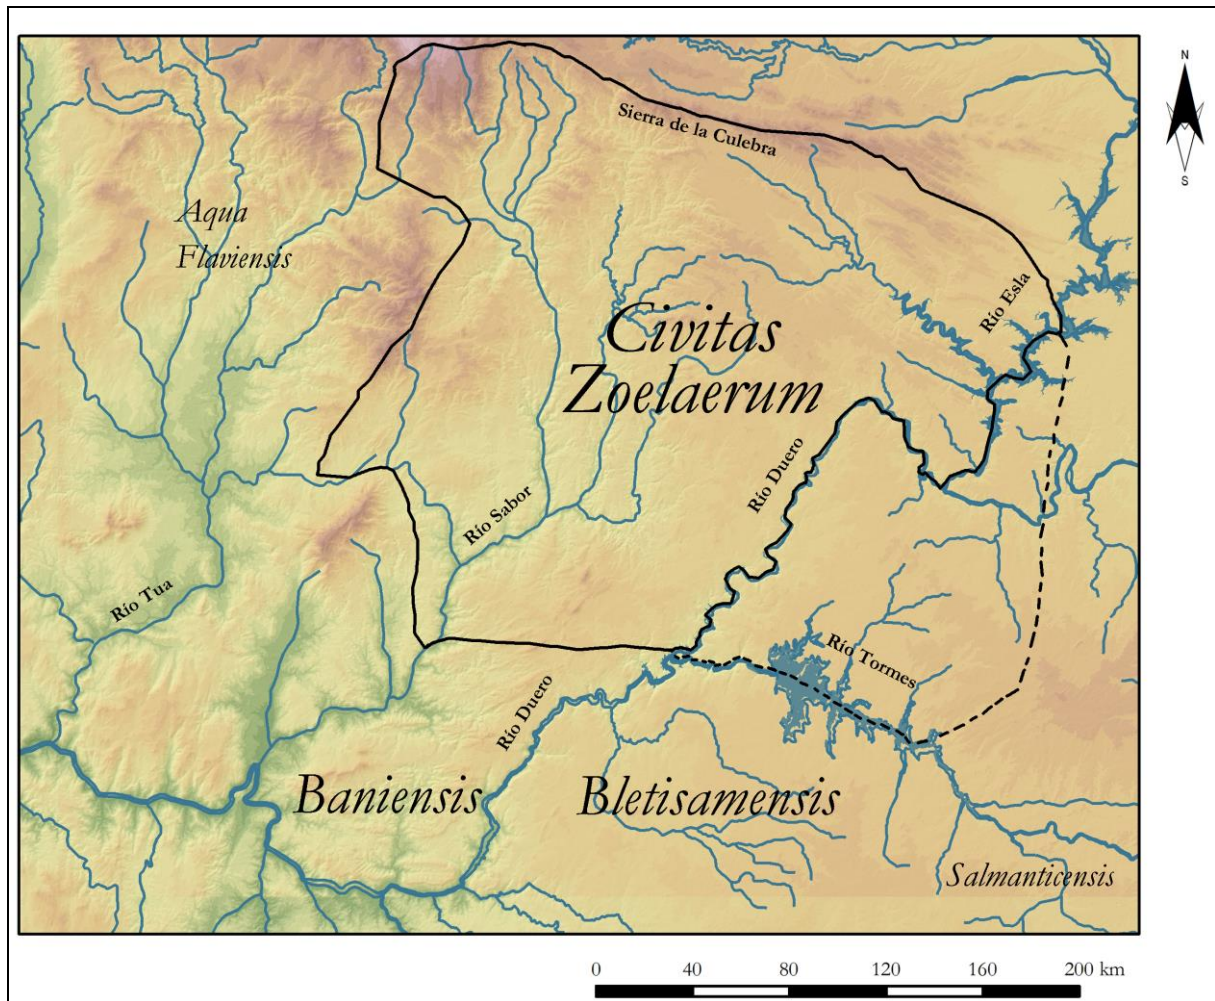 N
S
Sierra de la Culebra
Aqua
Flaviensis
Río Esla
Civitas
Zoelaerum
Río Duero
Río Sabor
Río Tua
Río Tormes
Río Duero
Baniensis
Bletisamensis
Salmanticensis
0 40 80 120 160 200 km